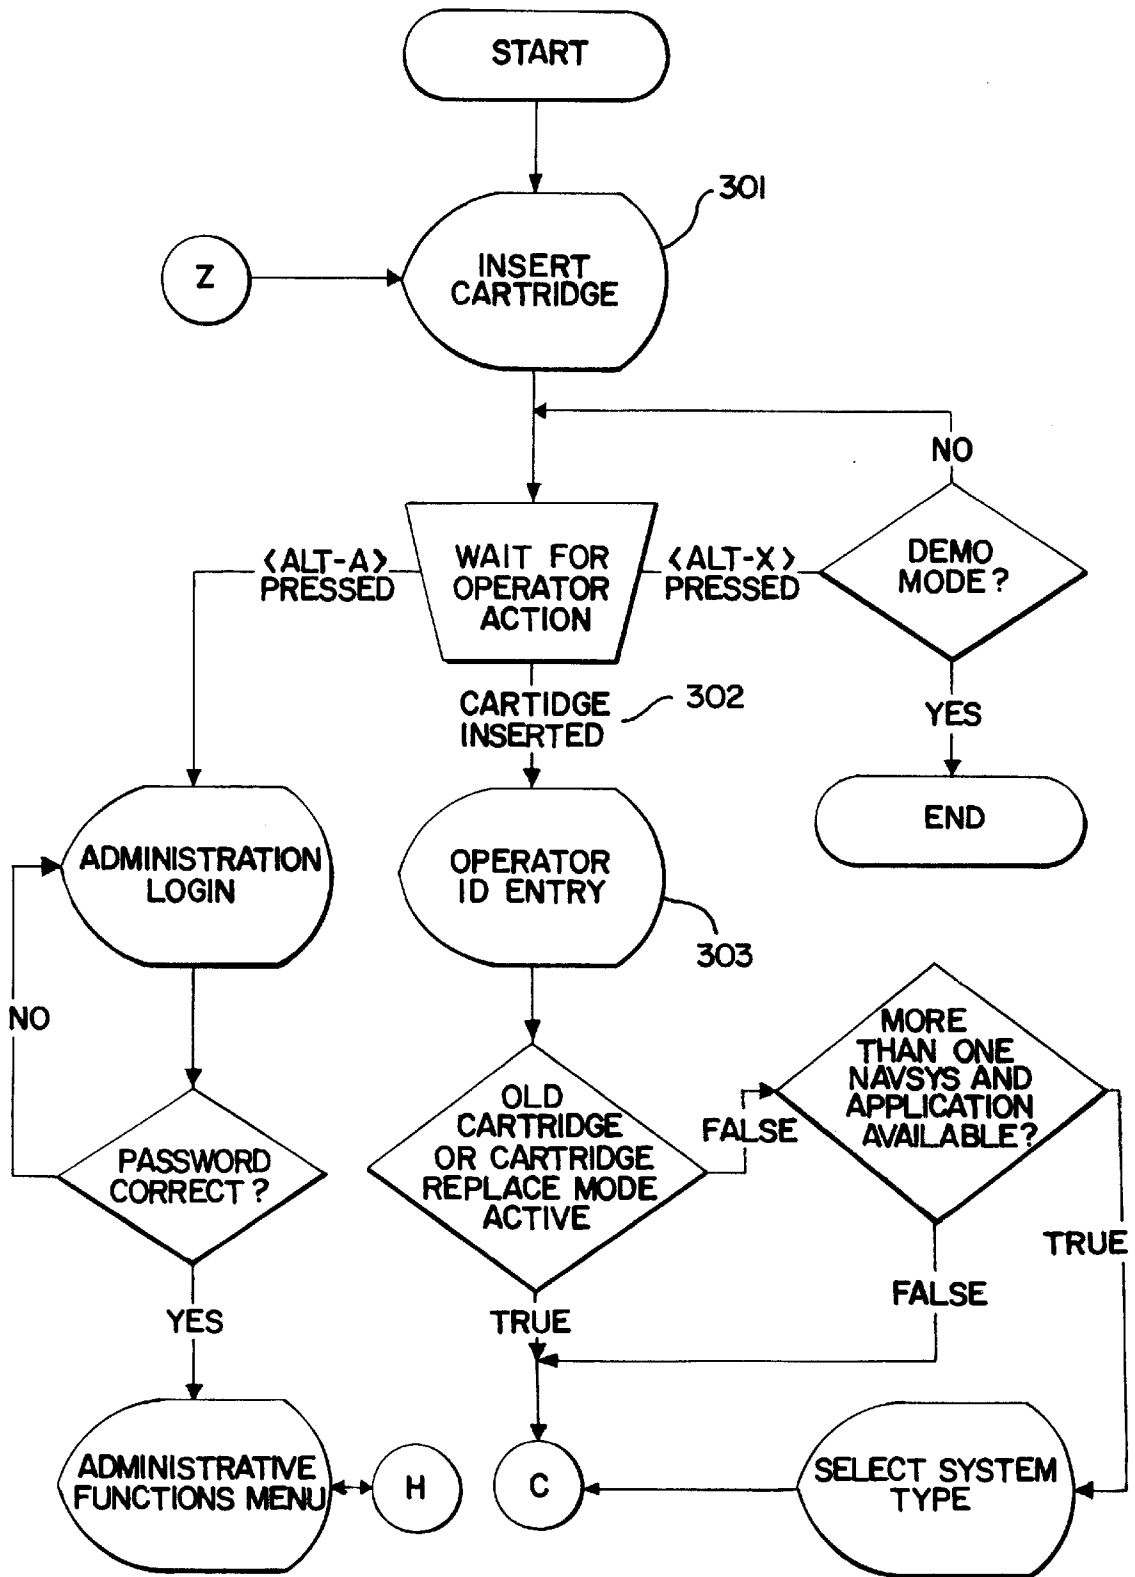 START
301
INSERT
CARTRIDGE
Z
NO
<ALT-A>
PRESSED
WAIT FOR
OPERATOR
ACTION
<ALT-X>
PRESSED
DEMO
MODE?
CARTIDGE
INSERTED
302
YES
END
ADMINISTRATION
LOGIN
OPERATOR
ID ENTRY
303
NO
MORE
THAN ONE
NAVSYS AND
APPLICATION
AVAILABLE?
OLD
CARTRIDGE
OR CARTRIDGE
REPLACE MODE
ACTIVE
FALSE
PASSWORD
CORRECT?
TRUE
FALSE
YES
TRUE
ADMINISTRATIVE
FUNCTIONS MENU
H
C
SELECT SYSTEM
TYPE